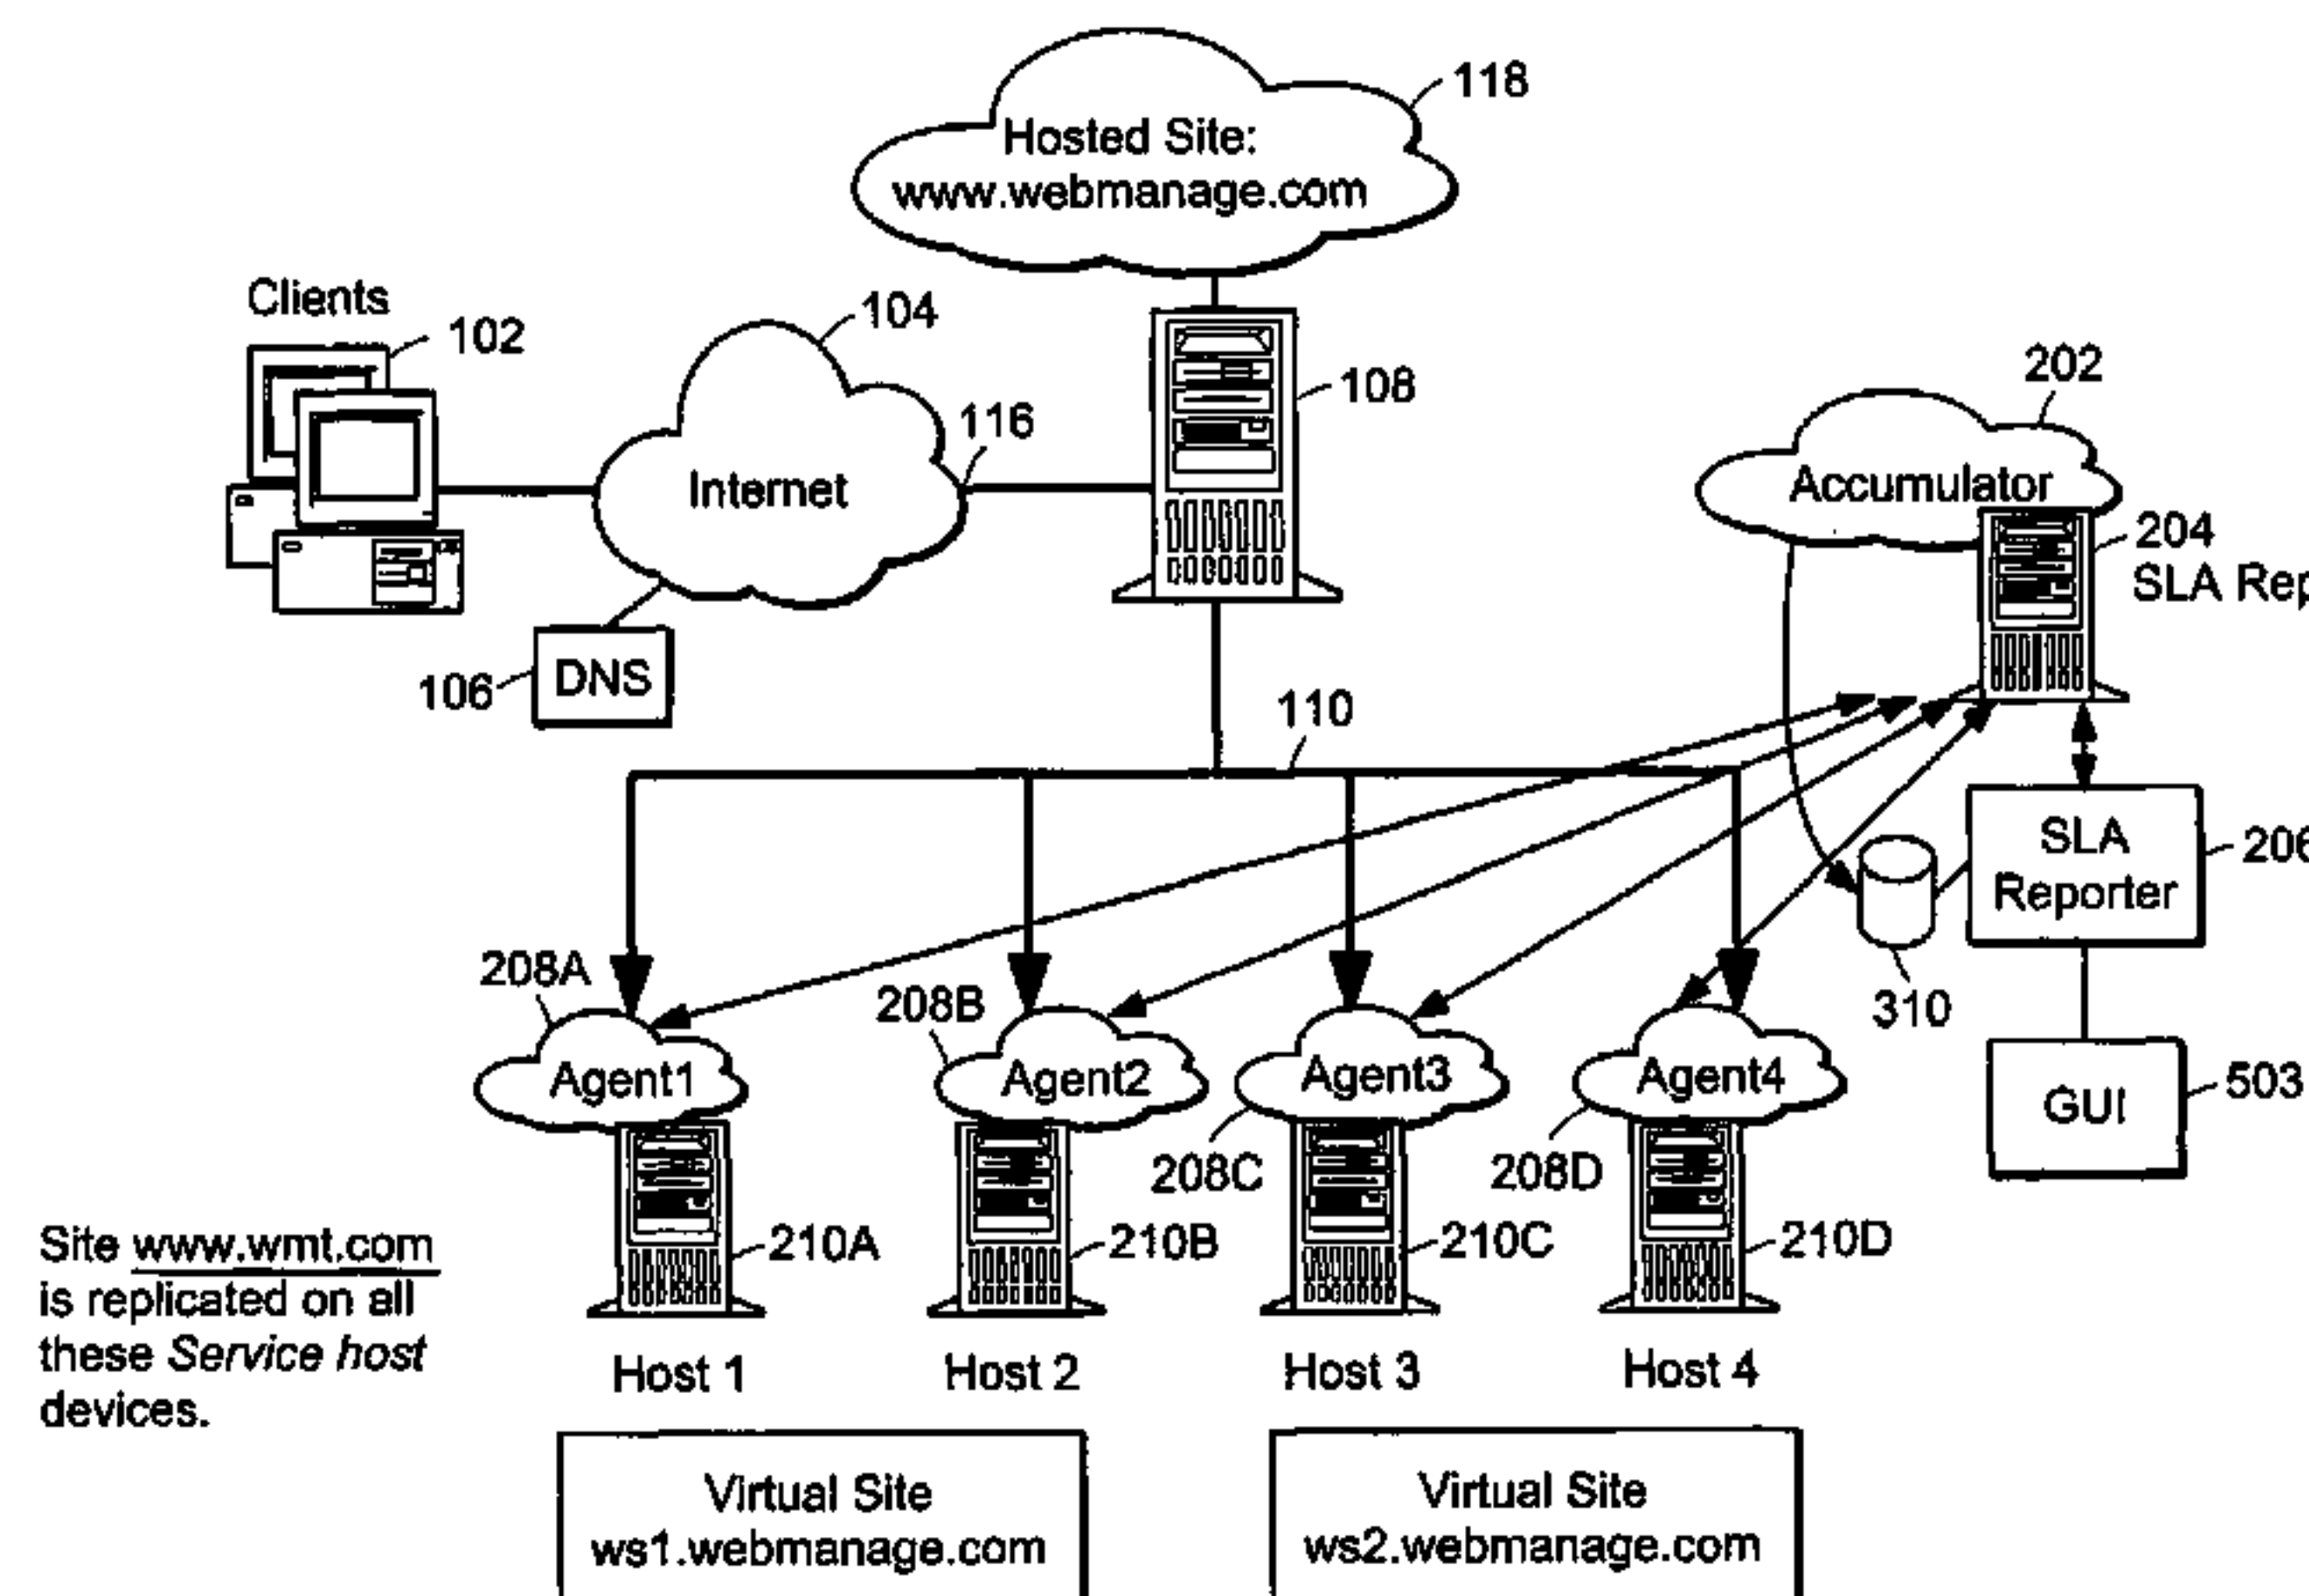 118
Hosted Site:
www.webmanage.com
Clients
102
104
116
Internet
108
202
Accumulator
204
SLA Rep
106
DNS
110
SLA
Reporter
206
310
GUI
503
208A
208B
Agent1
Agent2
Agent3
Agent4
208C
208D
210A
210B
210C
210D
Site www.wmt.com
is replicated on all
these Service host
devices.
Host 1
Host 2
Host 3
Host 4
Virtual Site
ws1.webmanage.com
Virtual Site
ws2.webmanage.com